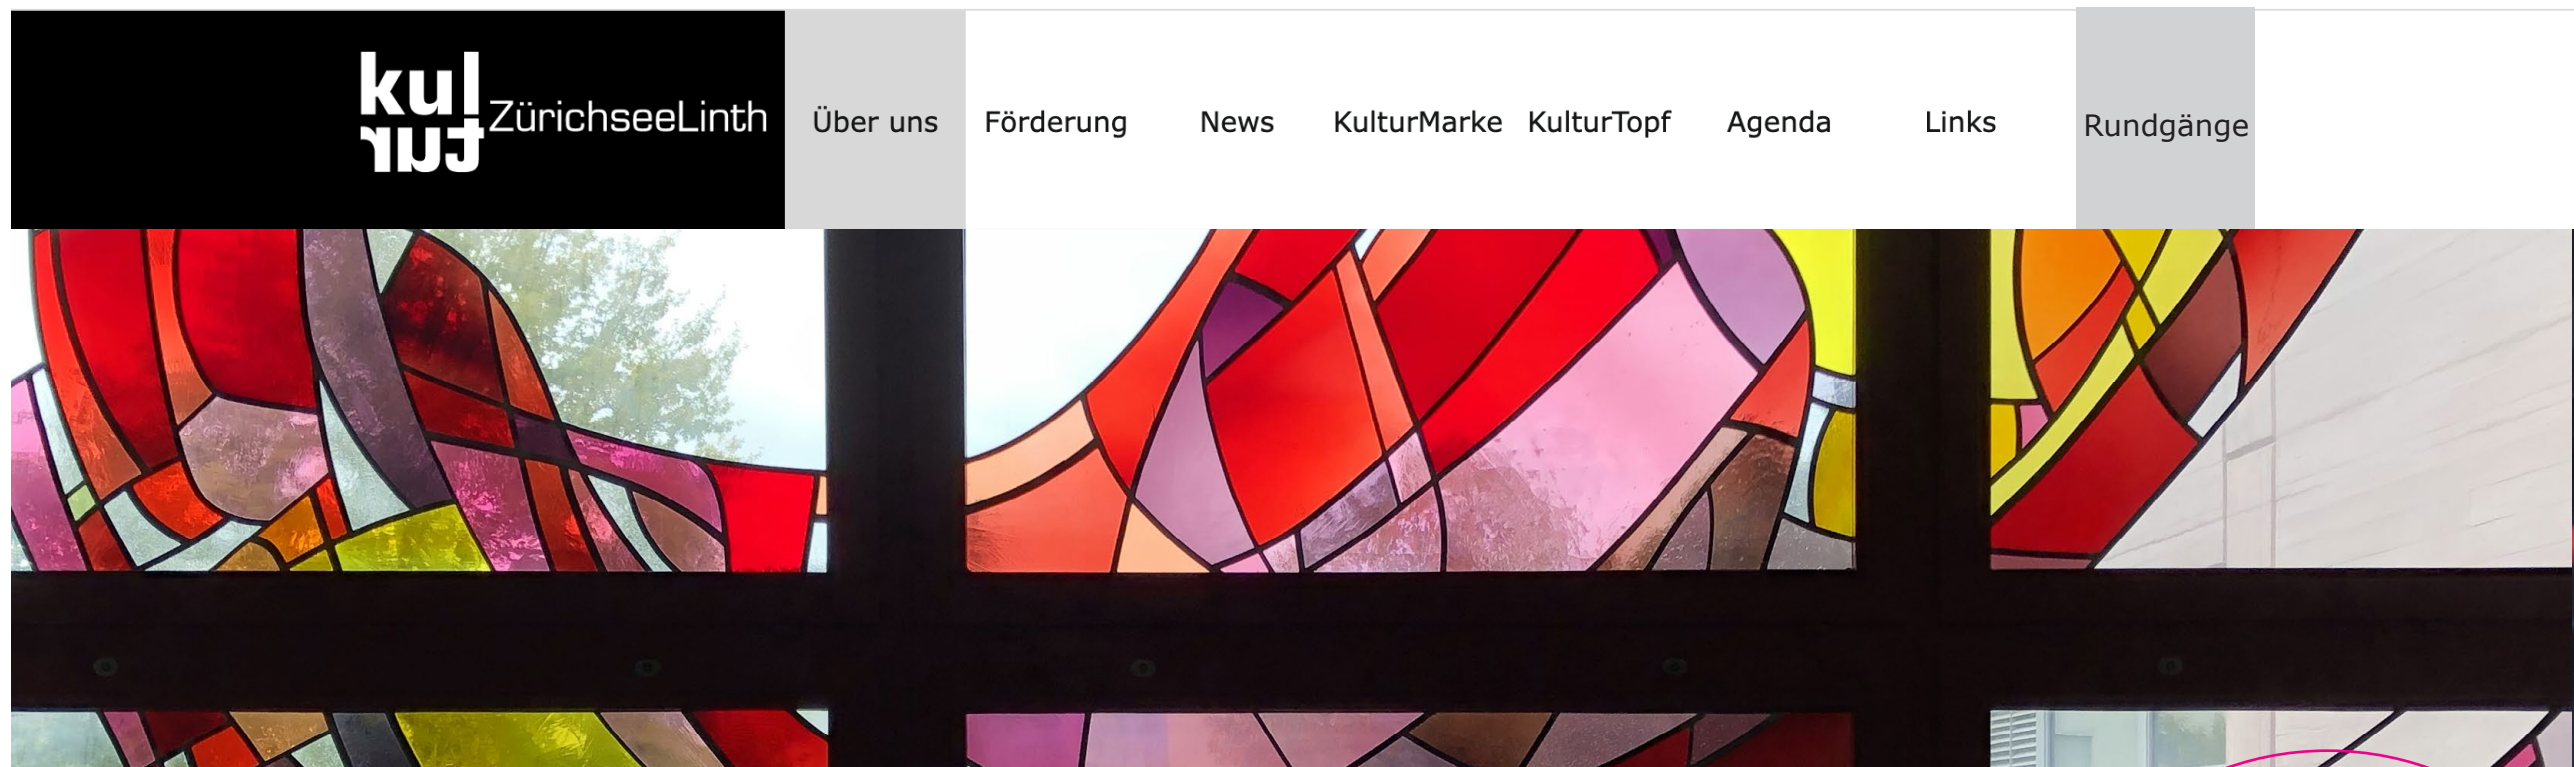 kul
tur
ZürichseeLinth
Über uns
Förderung
News
KulturMarke
KulturTopf
Agenda
Links
Rundgänge